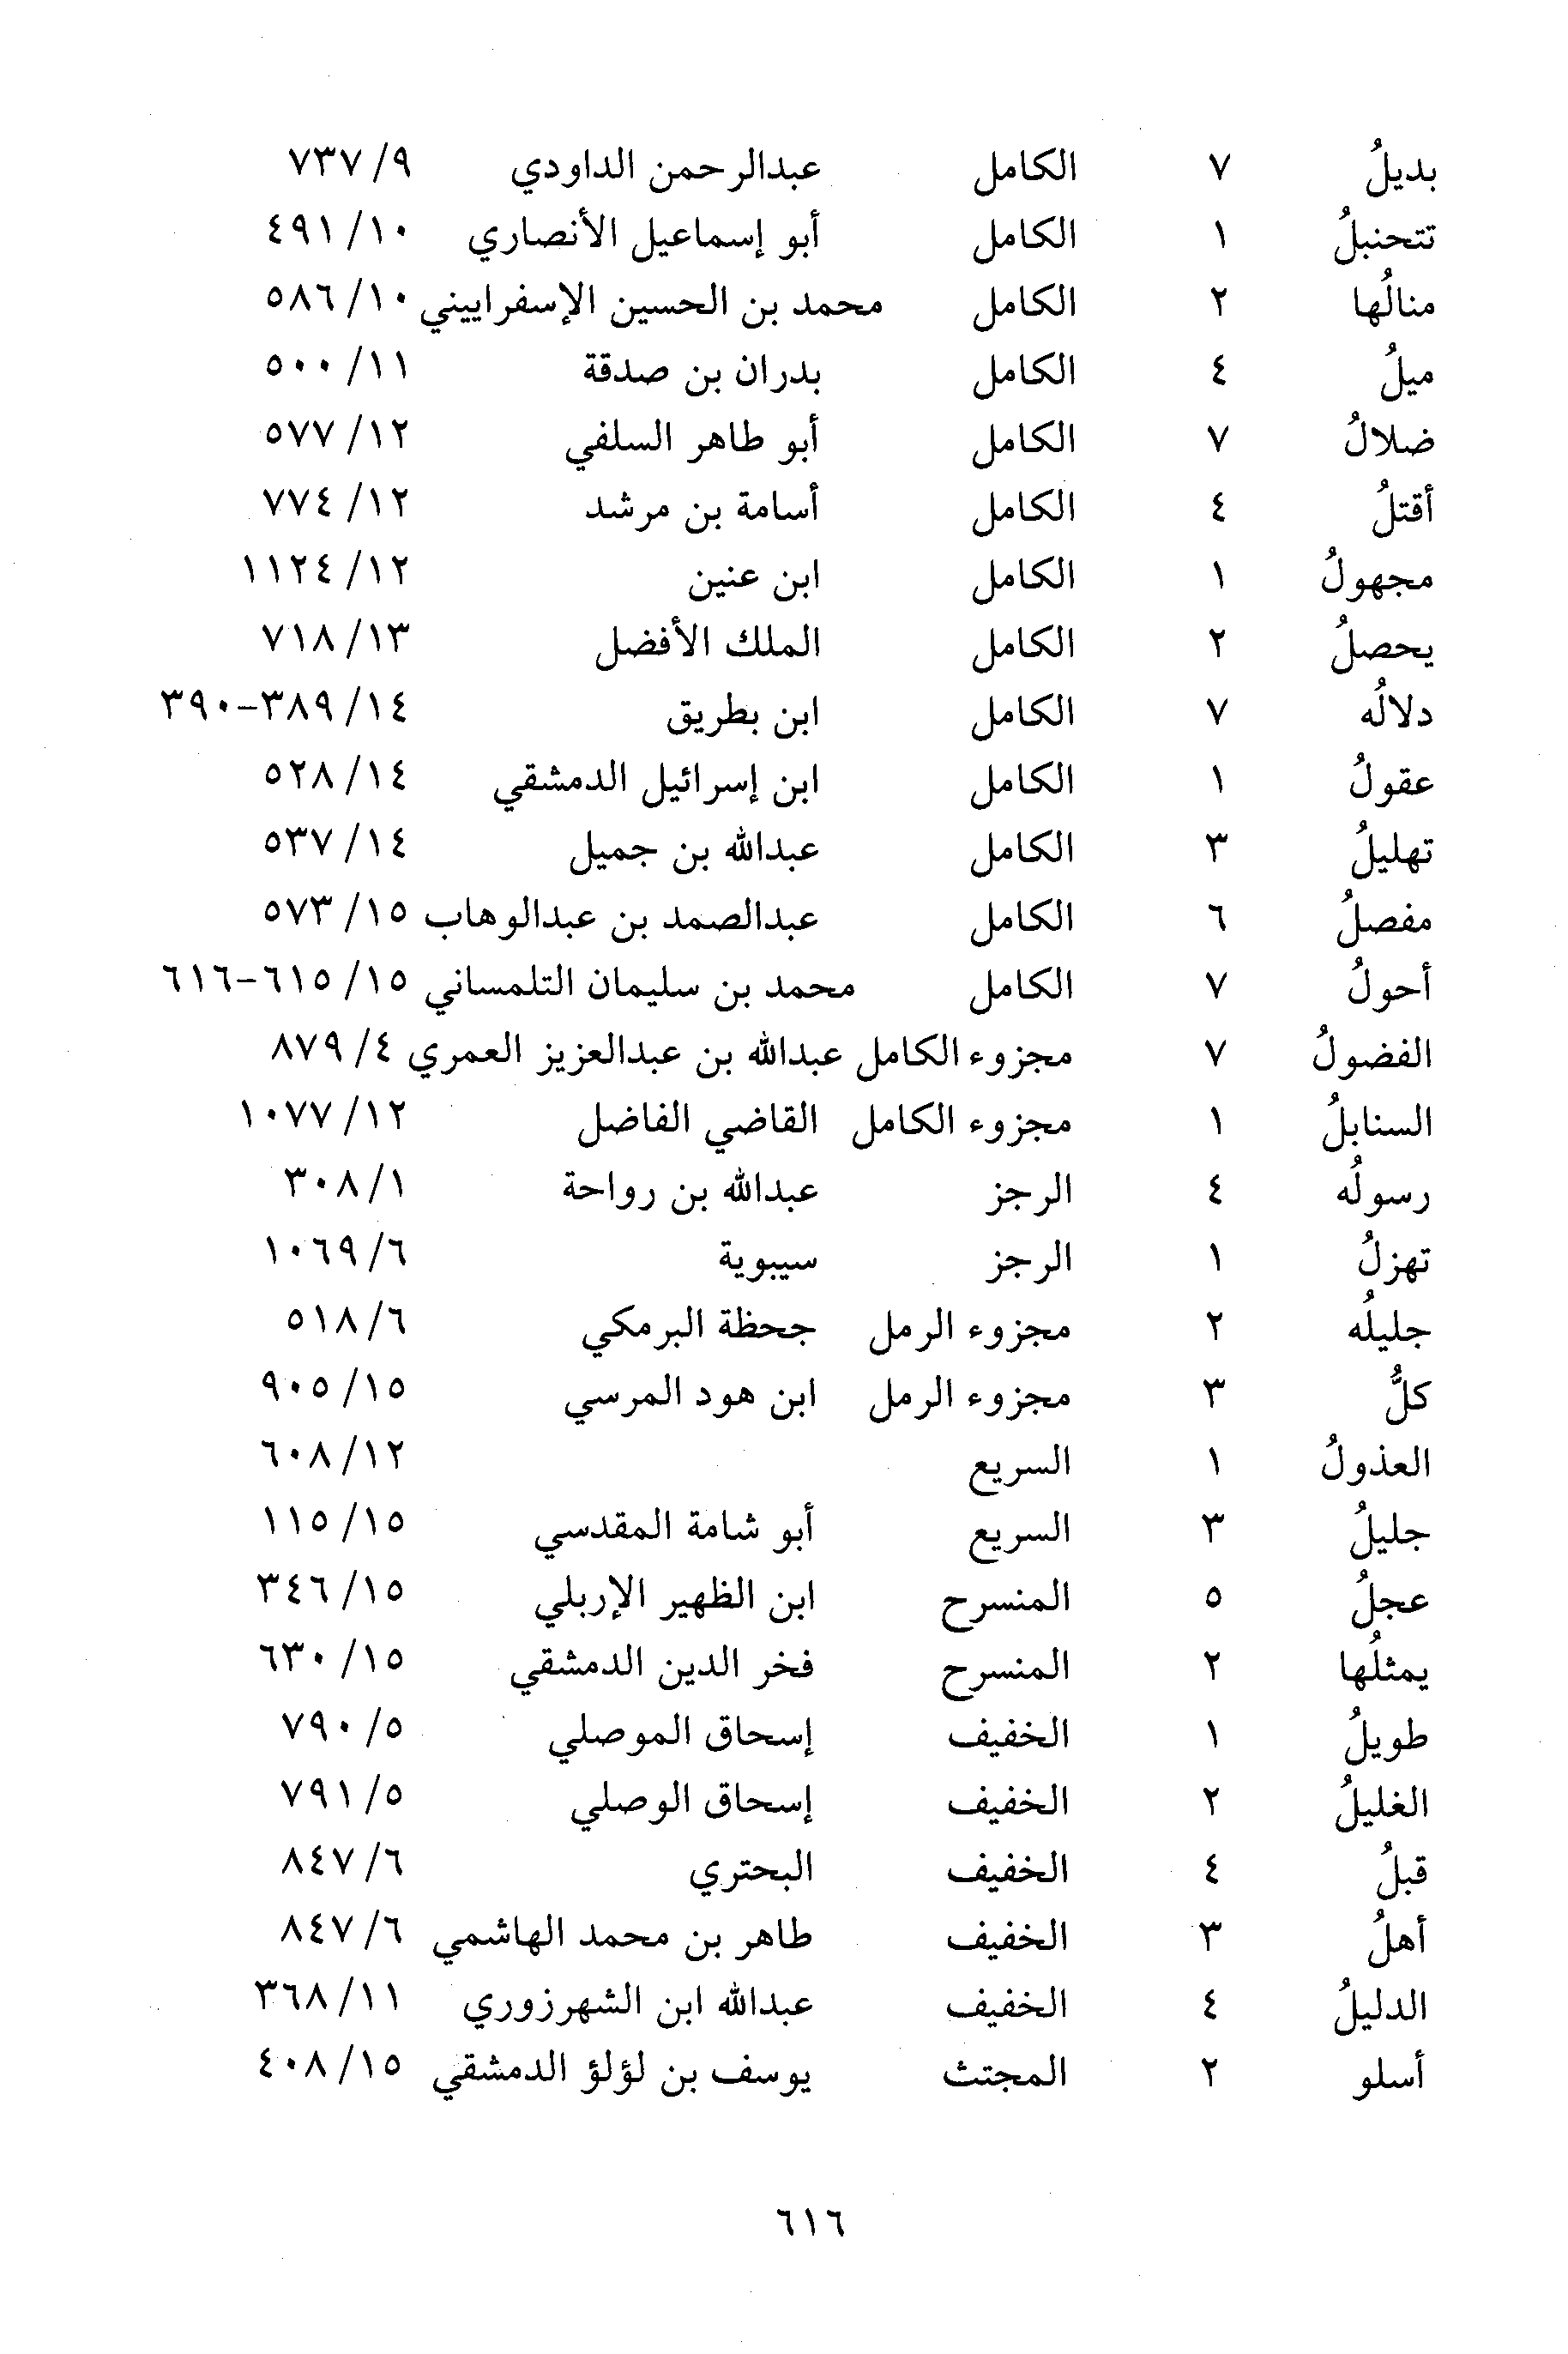 بديلُ ٧ الكامل عبدالرحمن الداودي ٩/ ٧٣٧
تتحنبلُ ١ الكامل أبو إسماعيل الأنصاري ١٠/ ٤٩١
منالُها ٢ الكامل محمد بن الحسين الإسفراييني ١٠/ ٥٨٦
ميلُ ٤ الكامل بدران بن صدقة ١١/ ٥٠٠
ضلالُ ٧ الكامل أبو طاهر السلفي ١٢/ ٥٧٧
أقتلُ ٤ الكامل أسامة بن مرشد ١٢/ ٧٧٤
مجهولُ ١ الكامل ابن عنين ١٢/ ١١٢٤
يحصلُ ٢ الكامل الملك الأفضل ١٣/ ٧١٨
دلالُه ٧ الكامل ابن بطريق ١٤/ ٣٨٩-٣٩٠
عقولُ ١ الكامل ابن إسرائيل الدمشقي ١٤/ ٥٢٨
تهليلُ ٣ الكامل عبدالله بن جميل ١٤/ ٥٣٧
مفصلُ ٦ الكامل عبدالصمد بن عبدالوهاب ١٥/ ٥٧٣
أحولُ ٧ الكامل محمد بن سليمان التلمساني ١٥/ ٦١٥-٦١٦
الفضولُ ٧ مجزوء الكامل عبدالله بن عبدالعزيز العمري ٤/ ٨٧٩
السنابلُ ١ مجزوء الكامل القاضي الفاضل ١٢/ ١٠٧٧
رسولُه ٤ الرجز عبدالله بن رواحة ١/ ٣٠٨
تهزلُ ١ الرجز سيبوية ٦/ ١٠٦٩
جليلُه ٢ مجزوء الرمل جحظة البرمكي ٦/ ٥١٨
كلُّ ٣ مجزوء الرمل ابن هود المرسي ١٥/ ٩٠٥
العذولُ ١ السريع ١٢/ ٦٠٨
جليلُ ٣ السريع أبو شامة المقدسي ١٥/ ١١٥
عجلُ ٥ المنسرح ابن الظهير الإربلي ١٥/ ٣٤٦
يمثلُها ٢ المنسرح فخر الدين الدمشقي ١٥/ ٦٣٠
طويلُ ١ الخفيف إسحاق الموصلي ٥/ ٧٩٠
الغليلُ ٢ الخفيف إسحاق الوصلي ٥/ ٧٩١
قبلُ ٤ الخفيف البحتري ٦/ ٨٤٧
أهلُ ٣ الخفيف طاهر بن محمد الهاشمي ٦/ ٨٤٧
الدليلُ ٤ الخفيف عبدالله ابن الشهرزوري ١١/ ٣٦٨
أسلو ٢ المجتث يوسف بن لؤلؤ الدمشقي ١٥/ ٤٠٨
٦١٦